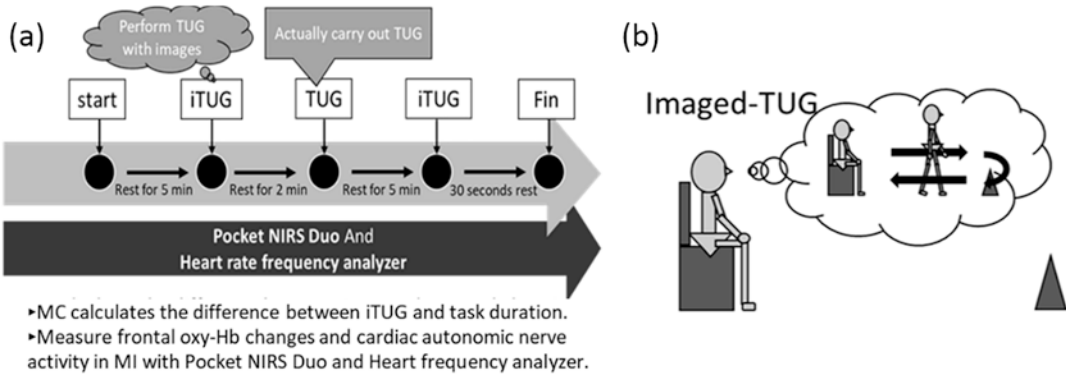 (a)
Perform TUG
with images
Actually carry out TUG
start
iTUG
TUG
iTUG
Fin
Rest for 5 min
Rest for 2 min
Rest for 5 min
30 seconds rest
Pocket NIRS Duo And
Heart rate frequency analyzer
▸MC calculates the difference between iTUG and task duration.
▸Measure frontal oxy-Hb changes and cardiac autonomic nerve
activity in MI with Pocket NIRS Duo and Heart frequency analyzer.
(b)
Imaged-TUG